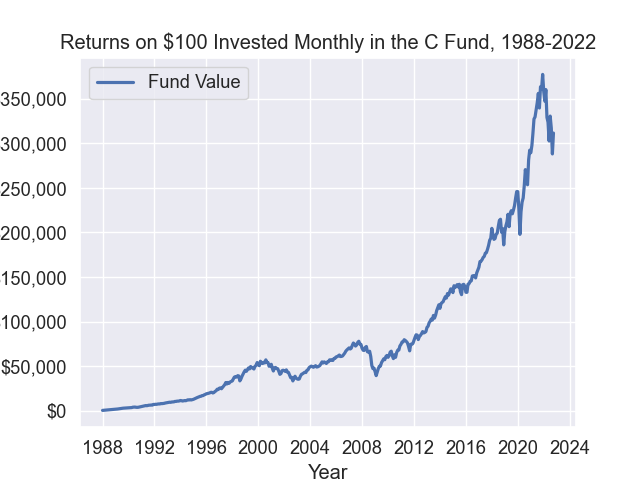 Returns on $100 Invested Monthly in the C Fund, 1988-2022
Fund Value
350,000
300,000
250,000
200,000
150,000
100,000
$50,000
$0
1988 1992 1996 2000 2004 2008 2012 2016 2020 2024
Year